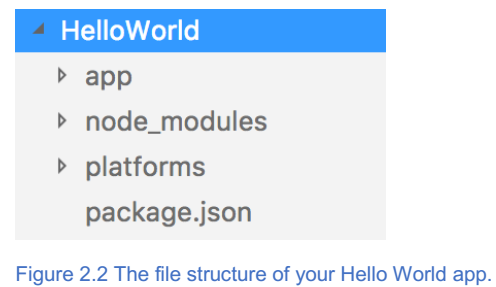 HelloWorld
app
node_modules
platforms
package.json
Figure 2.2 The file structure of your Hello World app.